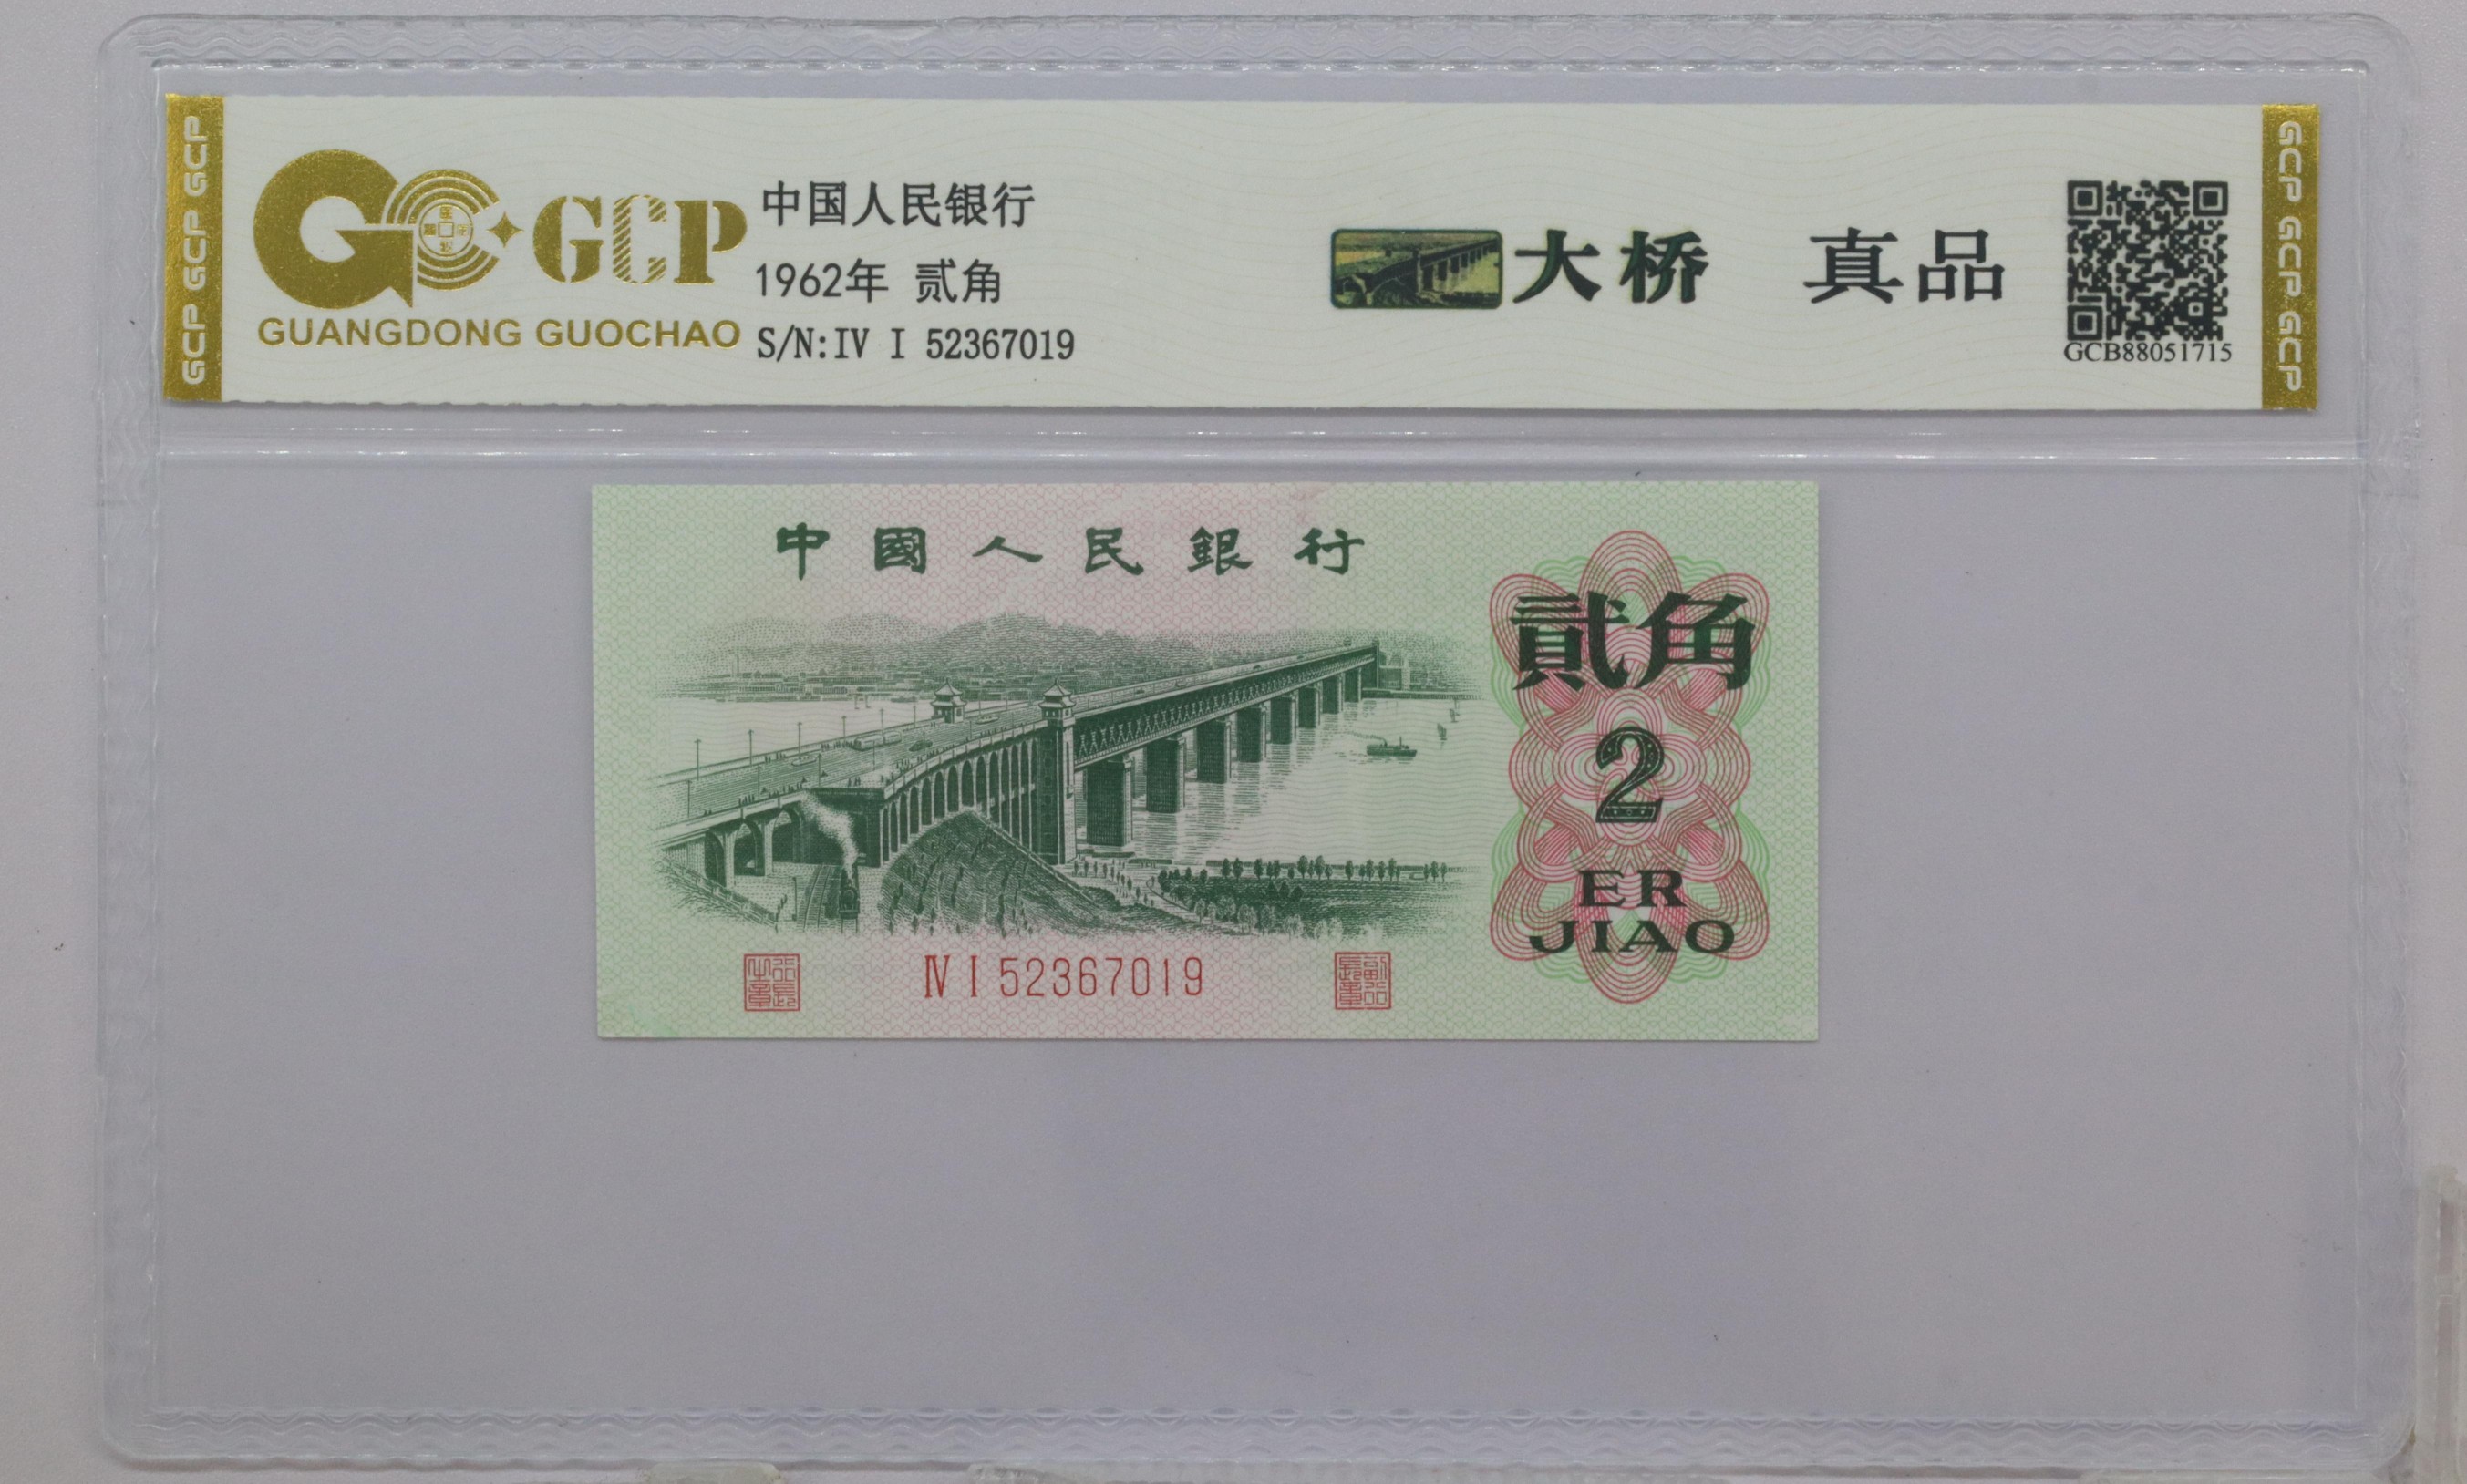 GCP GCP GCP
GCP
GUANGDONG GUOCHAO
中国人民银行
1962年 贰角
S/N:IV I 52367019
大桥 真品
GCB88051715
GCP GCP GCP
中國人民銀行
貳角
2
ER
JIAO
Ⅳ Ⅰ 52367019